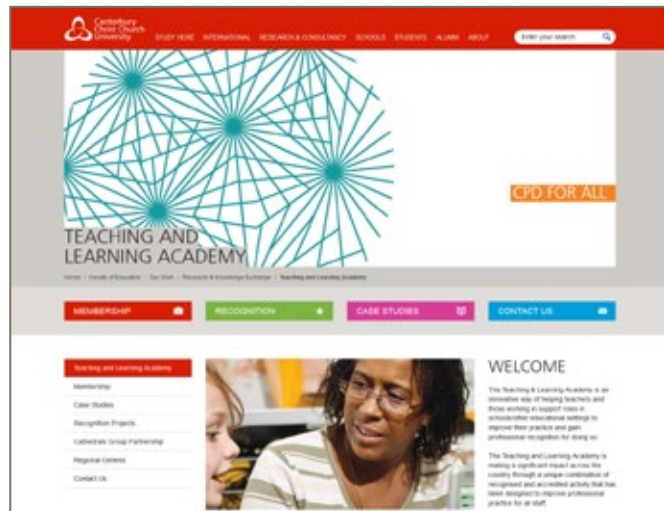 Canterbury
Christ Church
University
STUDY HERE INTERNATIONAL RESEARCH & CONSULTANCY SCHOOLS STUDENTS ALUMNI ABOUT
Enter your search
CPD FOR ALL
TEACHING AND
LEARNING ACADEMY
Home / Faculty of Education / Our Work / Research & Knowledge Exchange / Teaching and Learning Academy
MEMBERSHIP
RECOGNITION
CASE STUDIES
CONTACT US
Teaching and Learning Academy
Membership
Case Studies
Recognition Projects
Cathedrals Group Partnership
Regional Centres
Contact Us
WELCOME
The Teaching & Learning Academy is an
innovative way of helping teachers and
those working in support roles in
schools/other educational settings to
improve their practice and gain
professional recognition for doing so.
The Teaching and Learning Academy is
making a significant impact across the
country through a unique combination of
recognised and accredited activity that has
been designed to improve professional
practice for all staff.